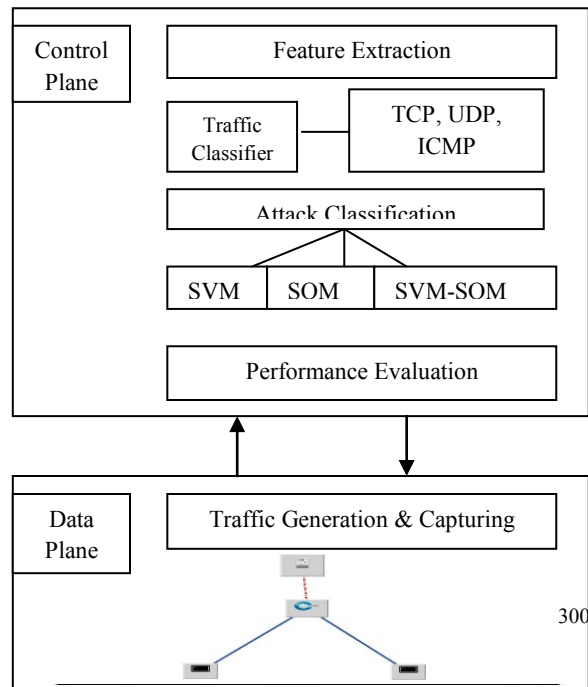 Control
Plane
Feature Extraction
Traffic
Classifier
TCP, UDP,
ICMP
Attack Classification
SVM
SOM
SVM-SOM
Performance Evaluation
Data
Plane
Traffic Generation & Capturing
300